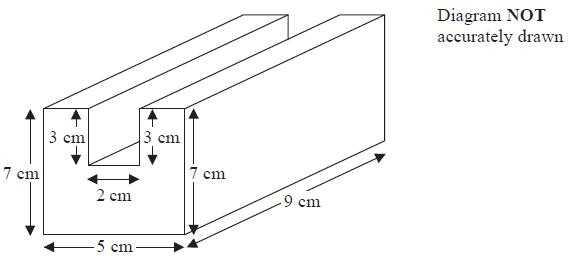 Diagram NOT
accurately drawn
3 cm
3 cm
7 cm
7 cm
2 cm
9 cm
5 cm